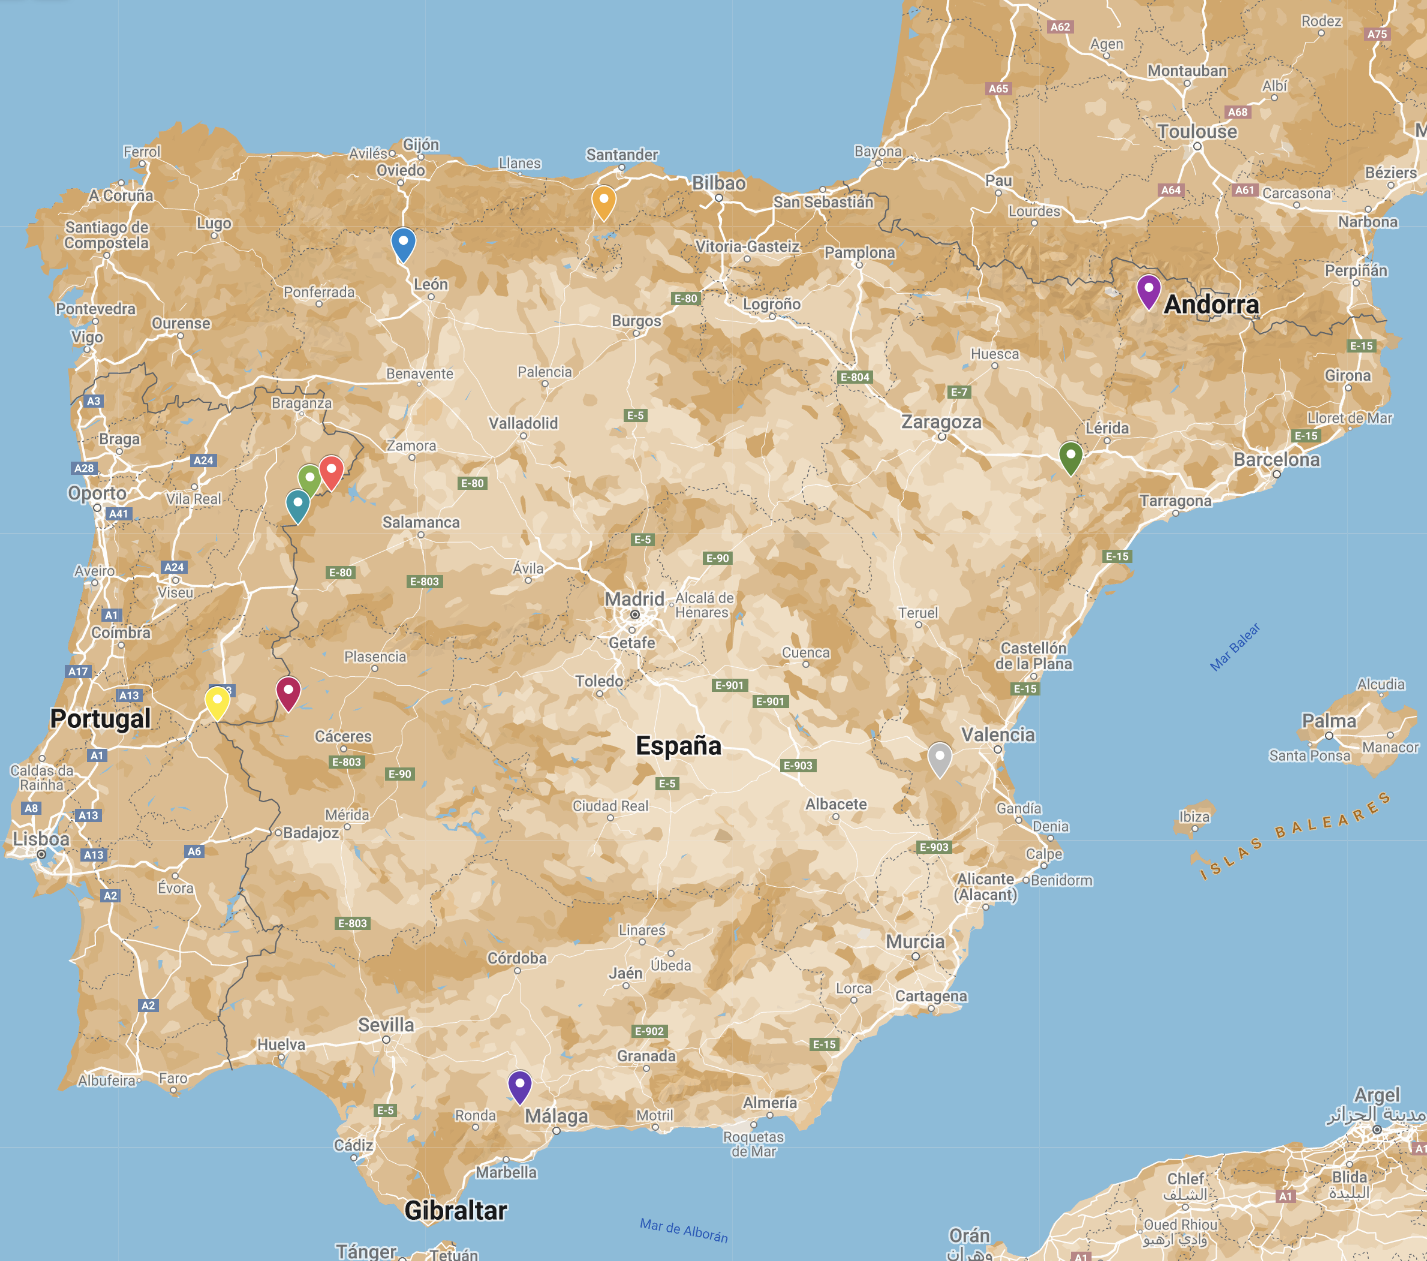 A62
Rodez
A75
Agen
Montauban
A65
Albí
A68
Toulouse
M
Ferrol
Avilés
Gijón
Llanes
Santander
Bayona
Oviedo
Bilbao
Pau
A64
A61
Carcasona
Béziers
A Coruña
San Sebastián
Lourdes
Narbona
Santiago de
Compostela
Lugo
Vitoria-Gasteiz
Pamplona
Perpiñán
Ponferrada
León
E-80
Logroño
Andorra
Pontevedra
Ourense
Burgos
Vigo
E-15
Huesca
Benavente
Palencia
E-804
Girona
E-7
A3
Braganza
E-5
Valladolid
Zaragoza
Lérida
Lloret de Mar
E-15
Braga
Zamora
Barcelona
A28
A24
E-80
Oporto
Vila Real
Tarragona
A41
Salamanca
E-5
E-90
E-15
Aveiro
A24
E-80
E-803
Ávila
Viseu
Madrid
Alcalá de
Henares
A1
Teruel
Coímbra
Getafe
Mar Balear
Plasencia
Cuenca
Castellón
de la Plana
A17
Toledo
E-901
E-15
Alcudia
A13
E-901
Portugal
Palma
Cáceres
España
Valencia
Manacor
A1
E-803
E-903
Santa Ponsa
Caldas da
Rainha
E-90
E-5
A8
A13
Mérida
Ciudad Real
Albacete
Gandía
Ibiza
ISLAS BALEARES
Lisboa
Badajoz
Denia
A13
A6
E-903
Calpe
Évora
Alicante
(Alacant)
Benidorm
A2
E-803
Linares
Murcia
Córdoba
Jaén
Úbeda
Lorca
Cartagena
A2
Sevilla
E-902
Huelva
Granada
E-15
Albufeira
Faro
Argel
مدينة الجزائر
E-5
Ronda
Málaga
Motril
Almería
Roquetas
de Mar
Cádiz
A1
Marbella
Chlef
الشلف
Blida
البليدة
A1
Gibraltar
Mar de Alborán
Oued Rhiou
وادي ارهيو
Orán
وهران
Tánger
Tetuán
A1